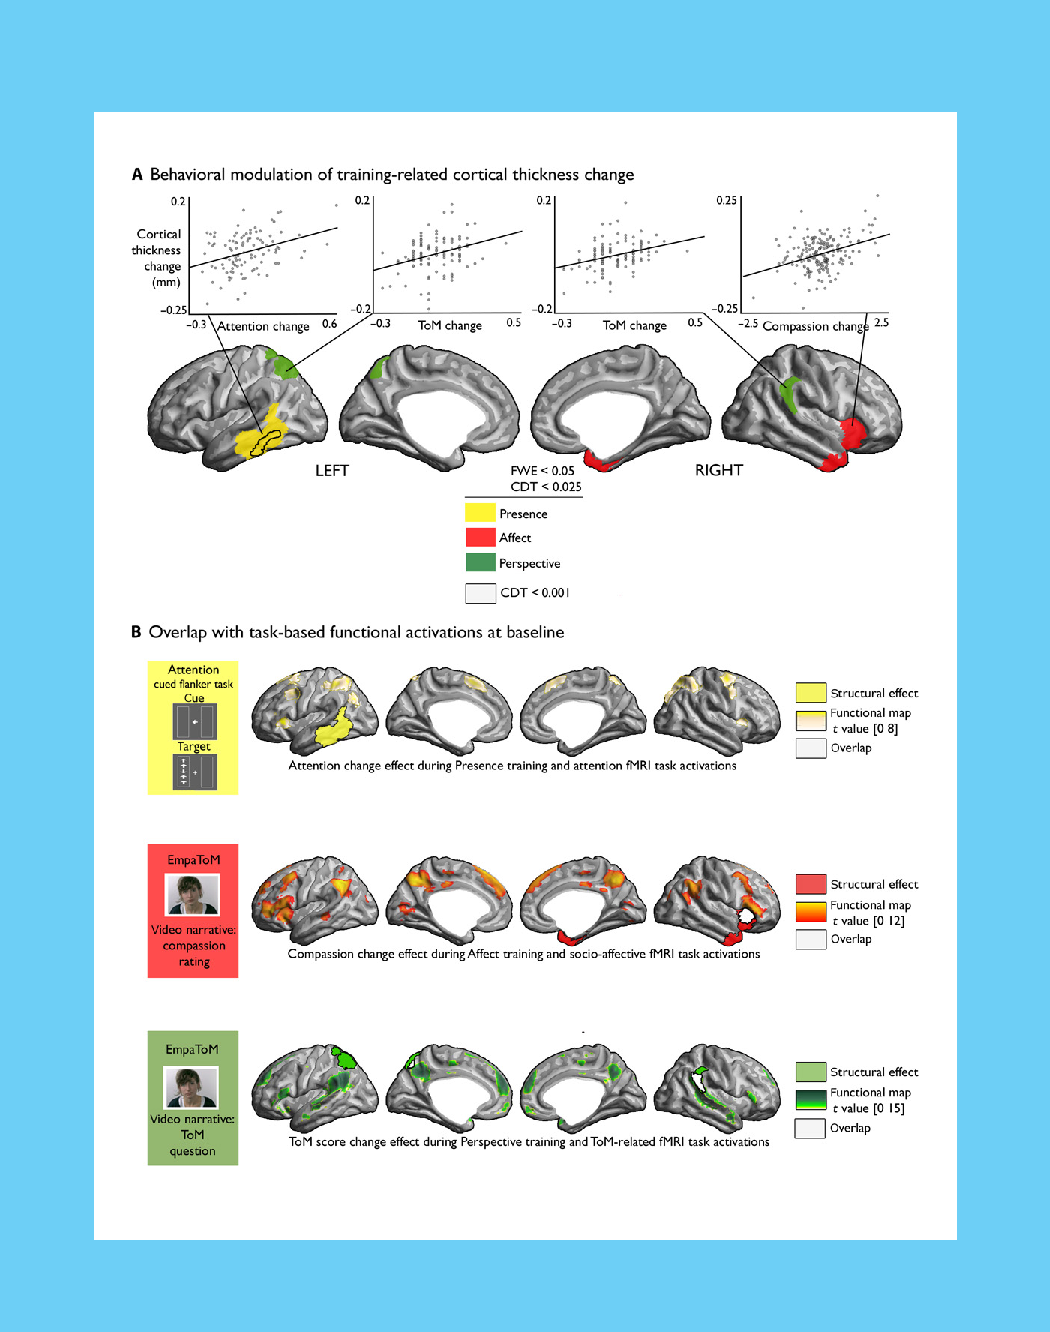 A Behavioral modulation of training-related cortical thickness change
0.2
0.2
0.2
0.25
Cortical
thickness
change
(mm)
−0.25
−0.2
−0.2
−0.25
−0.3 Attention change 0.6
−0.3 ToM change 0.5
−0.3 ToM change 0.5
−2.5 Compassion change 2.5
LEFT
RIGHT
FWE < 0.05
CDT < 0.025
Presence
Affect
Perspective
CDT < 0.001
B Overlap with task-based functional activations at baseline
Attention
cued flanker task
Cue
Target
Structural effect
Functional map
t value [0 8]
Overlap
Attention change effect during Presence training and attention fMRI task activations
EmpaToM
Video narrative:
compassion
rating
Structural effect
Functional map
t value [0 12]
Overlap
Compassion change effect during Affect training and socio-affective fMRI task activations
EmpaToM
Video narrative:
ToM
question
Structural effect
Functional map
t value [0 15]
Overlap
ToM score change effect during Perspective training and ToM-related fMRI task activations